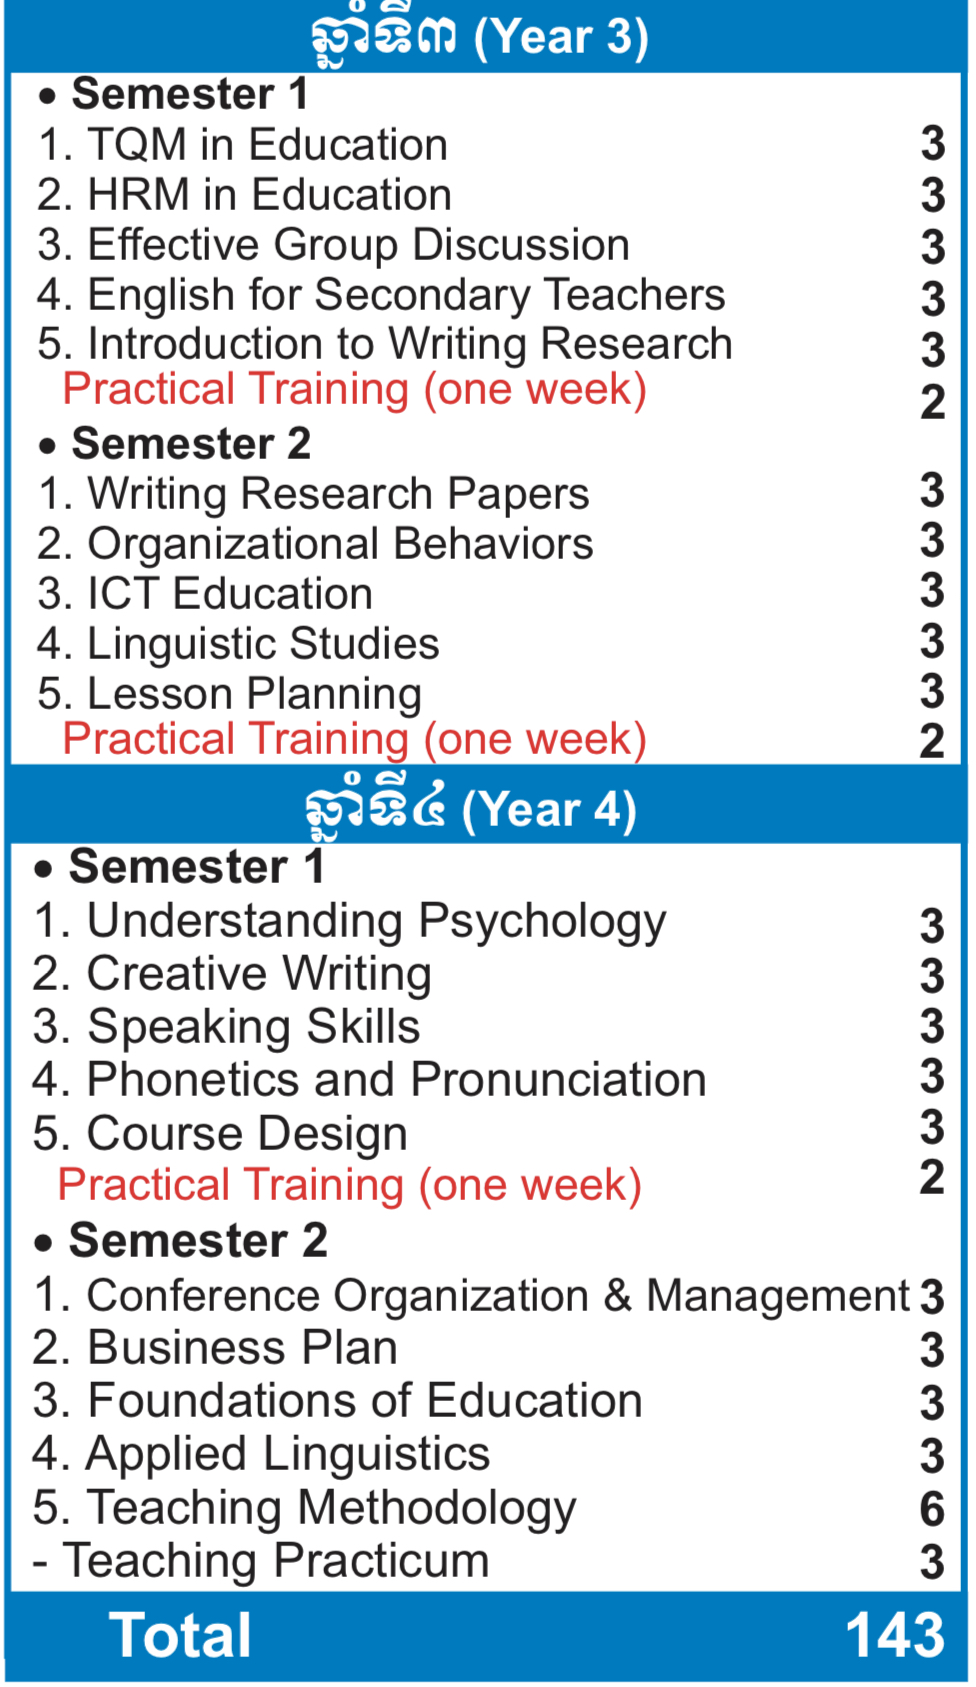 ឆ្នាំទី៣ (Year 3)
• Semester 1
1. TQM in Education 3
2. HRM in Education 3
3. Effective Group Discussion 3
4. English for Secondary Teachers 3
5. Introduction to Writing Research 3
Practical Training (one week) 2
• Semester 2
1. Writing Research Papers 3
2. Organizational Behaviors 3
3. ICT Education 3
4. Linguistic Studies 3
5. Lesson Planning 3
Practical Training (one week) 2
ឆ្នាំទី៤ (Year 4)
• Semester 1
1. Understanding Psychology 3
2. Creative Writing 3
3. Speaking Skills 3
4. Phonetics and Pronunciation 3
5. Course Design 3
Practical Training (one week) 2
• Semester 2
1. Conference Organization & Management 3
2. Business Plan 3
3. Foundations of Education 3
4. Applied Linguistics 3
5. Teaching Methodology 6
- Teaching Practicum 3
Total 143